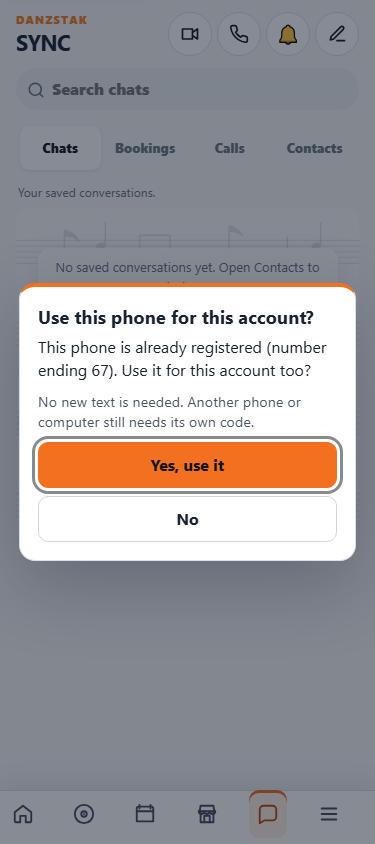 DANZSTAK
SYNC
Search chats
Chats
Bookings
Calls
Contacts
Your saved conversations.
No saved conversations yet. Open Contacts to
Use this phone for this account?
This phone is already registered (number
ending 67). Use it for this account too?
No new text is needed. Another phone or
computer still needs its own code.
Yes, use it
No